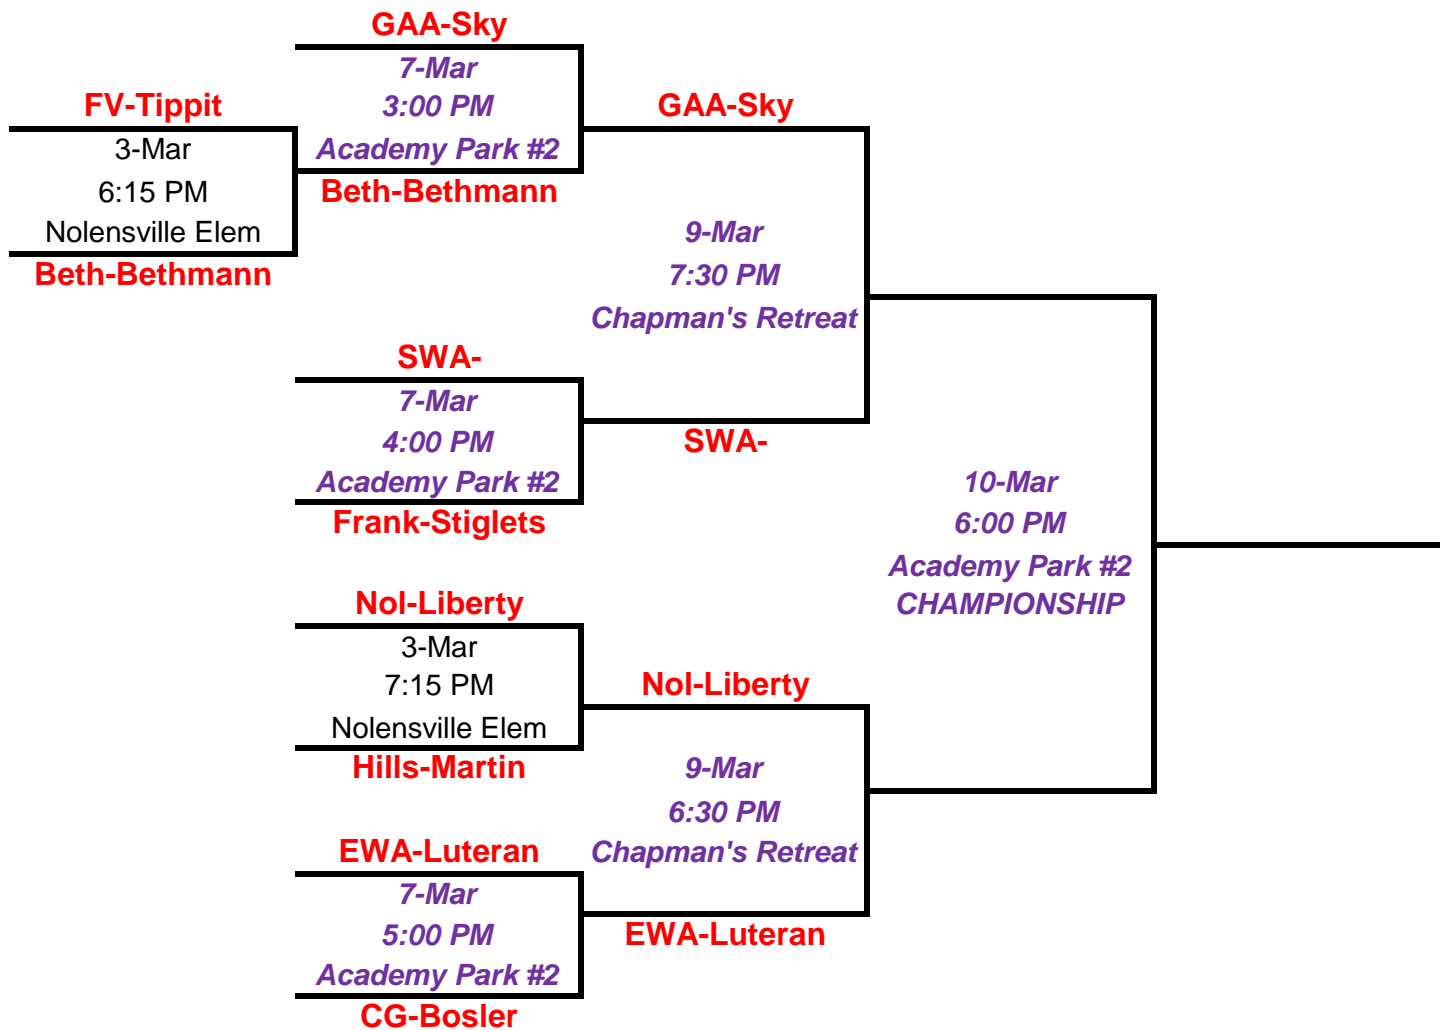 GAA-Sky
7-Mar
3:00 PM
Academy Park #2
Beth-Bethmann
FV-Tippit
3-Mar
6:15 PM
Nolensville Elem
Beth-Bethmann
GAA-Sky
9-Mar
7:30 PM
Chapman's Retreat
SWA-
SWA-
7-Mar
4:00 PM
Academy Park #2
Frank-Stiglets
10-Mar
6:00 PM
Academy Park #2
CHAMPIONSHIP
Nol-Liberty
3-Mar
7:15 PM
Nolensville Elem
Hills-Martin
Nol-Liberty
9-Mar
6:30 PM
Chapman's Retreat
EWA-Luteran
EWA-Luteran
7-Mar
5:00 PM
Academy Park #2
CG-Bosler